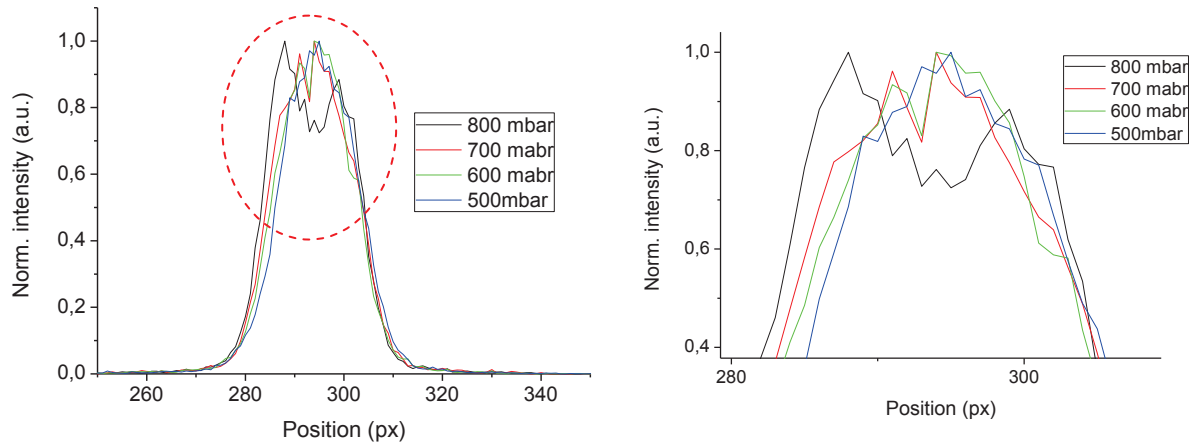 1,0
0,8
0,6
0,4
0,2
0,0
Norm. intensity (a.u.)
260 280 300 320 340
Position (px)
800 mbar
700 mabr
600 mabr
500mbar
1,0
0,8
0,6
0,4
Norm. intensity (a.u.)
280 300
Position (px)
800 mbar
700 mabr
600 mabr
500mbar